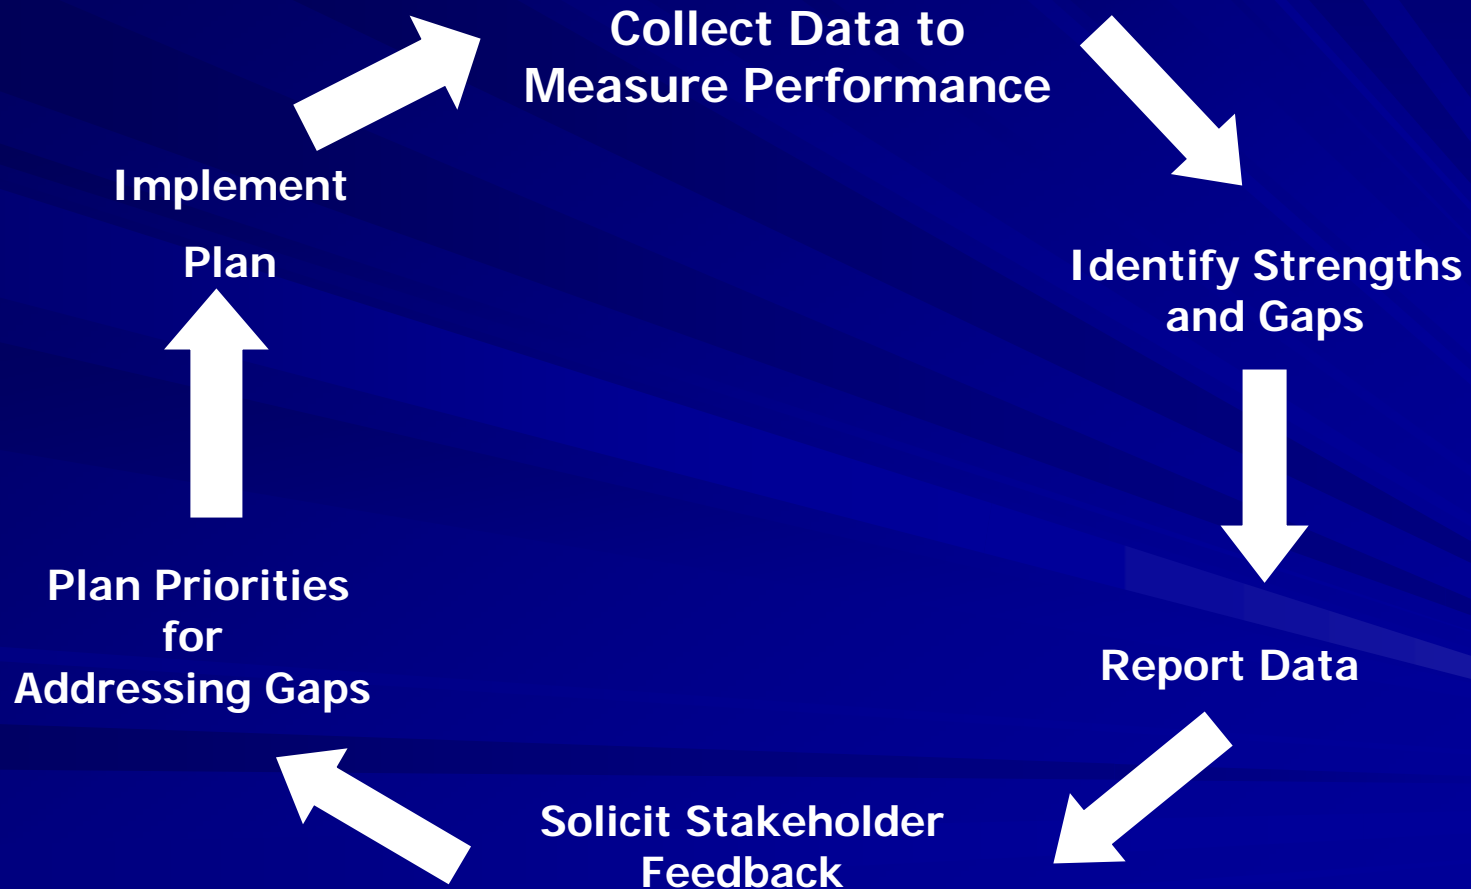 Collect Data to
Measure Performance
Identify Strengths
and Gaps
Report Data
Solicit Stakeholder
Feedback
Plan Priorities
for
Addressing Gaps
Implement
Plan